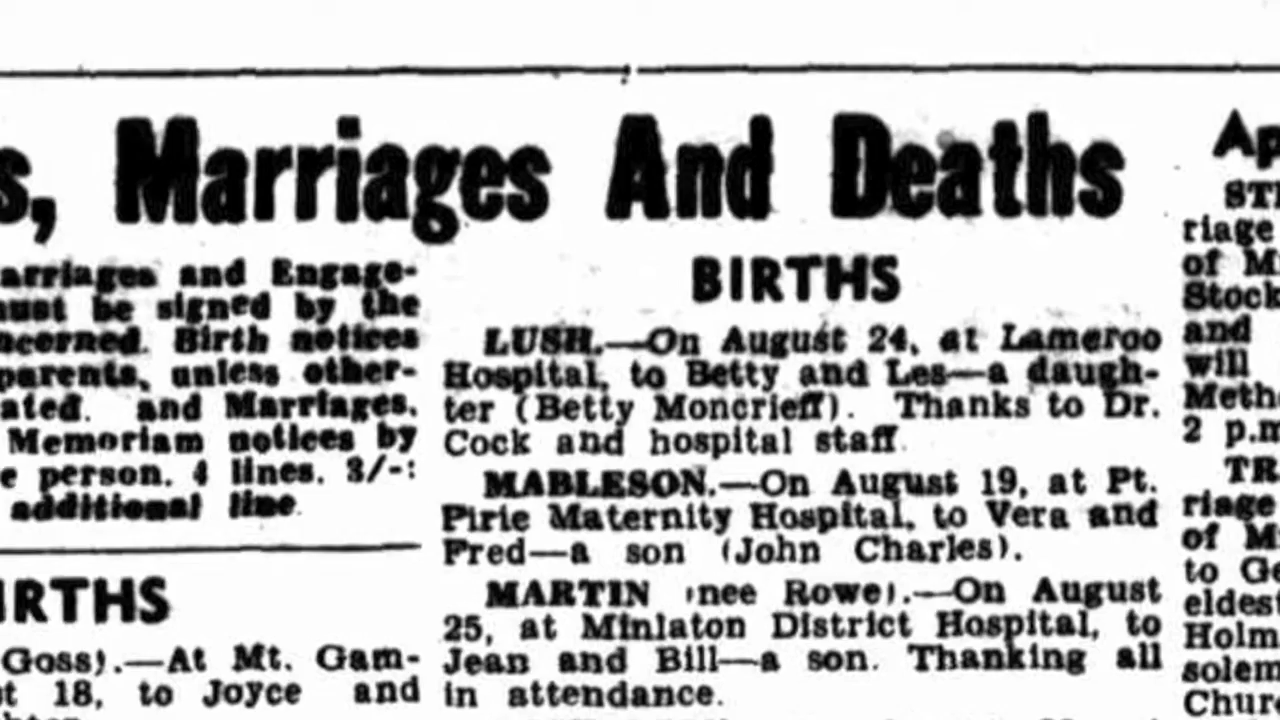 s, Marriages And Deaths
arriages and Engage-
must be signed by the
ncerned. Birth notices
parents, unless other-
ated. and Marriages,
Memoriam notices by
e person. 4 lines. 3/-:
additional line.
IRTHS
Goss).—At Mt. Gam-
t 18, to Joyce and
BIRTHS
LUSH.—On August 24, at Lameroo
Hospital, to Betty and Les—a daugh-
ter (Betty Moncrieff). Thanks to Dr.
Cock and hospital staff.
MABLESON.—On August 19, at Pt.
Pirie Maternity Hospital, to Vera and
Fred—a son (John Charles).
MARTIN (nee Rowe).—On August
25, at Minlaton District Hospital, to
Jean and Bill—a son. Thanking all
in attendance.
Ap
STE
riage
of M
Stock
and
will
Meth
2 p.m
TR
riage
of M
to Ge
eldest
Holm
solem
Churc